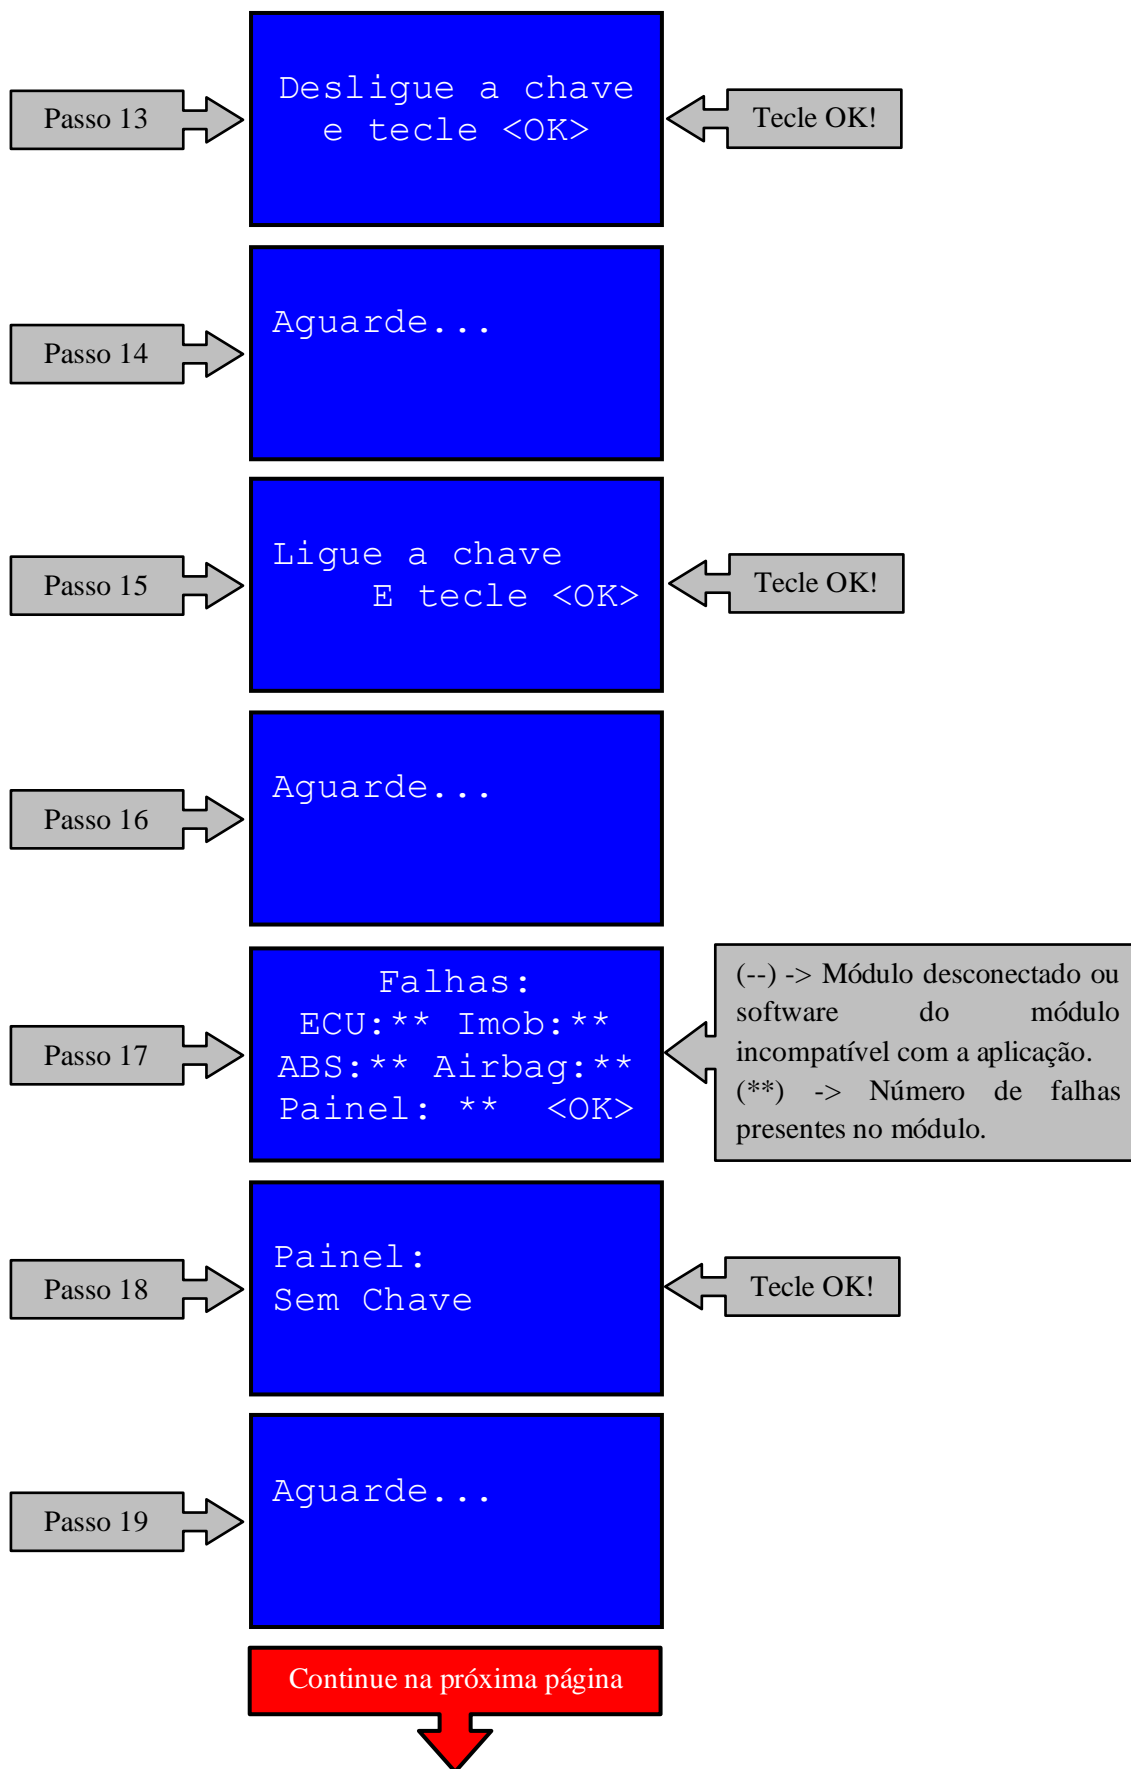 Passo 13
Desligue a chave
e tecle <OK>
Tecle OK!
Passo 14
Aguarde...
Passo 15
Ligue a chave
E tecle <OK>
Tecle OK!
Passo 16
Aguarde...
Passo 17
Falhas:
ECU:** Imob:**
ABS:** Airbag:**
Painel: ** <OK>
(--) -> Módulo desconectado ou
software do módulo
incompatível com a aplicação.
(**) -> Número de falhas
presentes no módulo.
Passo 18
Painel:
Sem Chave
Tecle OK!
Passo 19
Aguarde...
Continue na próxima página